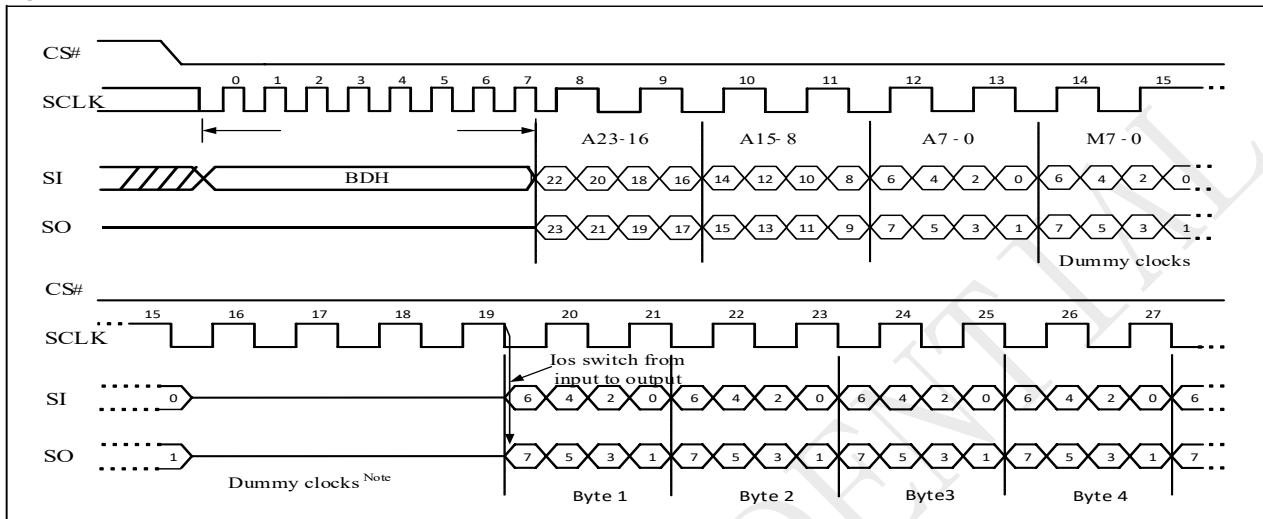 CS#
0 1 2 3 4 5 6 7 8 9 10 11 12 13 14 15
SCLK
A23-16 A15-8 A7-0 M7-0
SI BDH 22 20 18 16 14 12 10 8 6 4 2 0 6 4 2 0
SO 23 21 19 17 15 13 11 9 7 5 3 1 7 5 3 1
Dummy clocks
CS#
15 16 17 18 19 20 21 22 23 24 25 26 27
SCLK
Ios switch from
input to output
SI 0 6 4 2 0 6 4 2 0 6 4 2 0 6 4 2 0 6
SO 1 7 5 3 1 7 5 3 1 7 5 3 1 7 5 3 1 7
Dummy clocks Note
Byte 1 Byte 2 Byte3 Byte 4